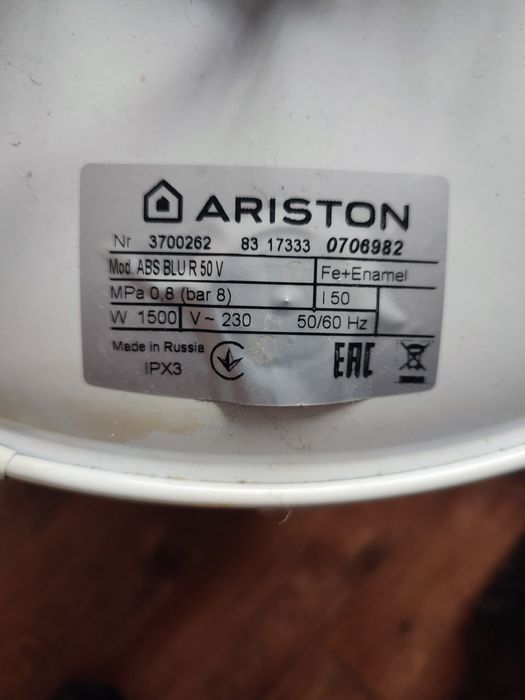 ARISTON
Nr 3700262 83 17333 0706982
Mod. ABS BLU R 50 V Fe+Enamel
MPa 0,8 (bar 8) l 50
W 1500 V ~ 230 50/60 Hz
Made in Russia
IPX3
EAC